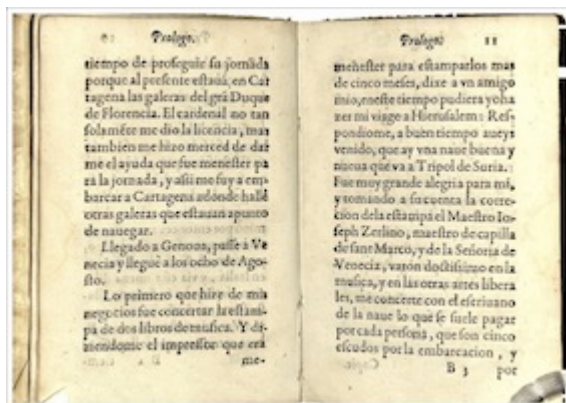 Prologo.
tiempo de proseguir su jornada
porque al presente estaua en Car
tagena las galeras del grã Duque
de Florencia. El cardenal no tan
solamẽte me dio la licencia, mas
tambien me hizo merced de dar
me el ayuda que fue menester pa
ra la jornada, y assi me fuy a em
barcar a Cartagena adonde hallè
otras galeras que estauan apunto
de nauegar.
Llegado a Genoua, passè a Ve
necia y llegué a los ocho de Ago-
sto.
Lo primero que hize de mis
negocios fue concertar la estam-
pa de dos libros de musica. Y di-
ziendome el impressor que era
me-
Prologo. 11
menester para estamparlos mas
de cinco meses, dixe a vn amigo
mio, eneste tiempo pudiera yo ha
zer mi viage a Hierusalem: Res-
pondiome, a buen tiempo aueys
venido, que ay vna naue buena y
nueua que va a Tripol de Suria.
Fue muy grande alegria para mi,
y tomando a su cuenta la corre-
cion dela estampa el Maestro Io-
seph Zerlino, maestro de capilla
de sant Marco, y de la Señoria de
Venecia, varon doctissimo en la
musica, y en las otras artes libera
les, me concerte con el escriuano
de la naue lo que se suele pagar
por cada persona, que son cinco
escudos por la embarcacion, y
B 3 por